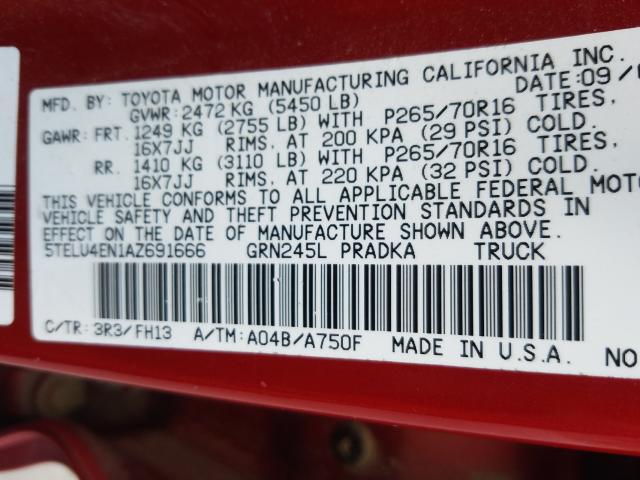 MFD. BY: TOYOTA MOTOR MANUFACTURING CALIFORNIA INC.
GVWR: 2472 KG (5450 LB) DATE: 09/
GAWR: FRT. 1249 KG (2755 LB) WITH P265/70R16 TIRES,
16X7JJ RIMS, AT 200 KPA (29 PSI) COLD.
RR. 1410 KG (3110 LB) WITH P265/70R16 TIRES,
16X7JJ RIMS, AT 220 KPA (32 PSI) COLD.
THIS VEHICLE CONFORMS TO ALL APPLICABLE FEDERAL MOTO
VEHICLE SAFETY AND THEFT PREVENTION STANDARDS IN
EFFECT ON THE DATE OF MANUFACTURE SHOWN ABOVE.
5TELU4EN1AZ691666 GRN245L PRADKA TRUCK
C/TR: 3R3/FH13 A/TM: A04B/A750F MADE IN U.S.A. NO